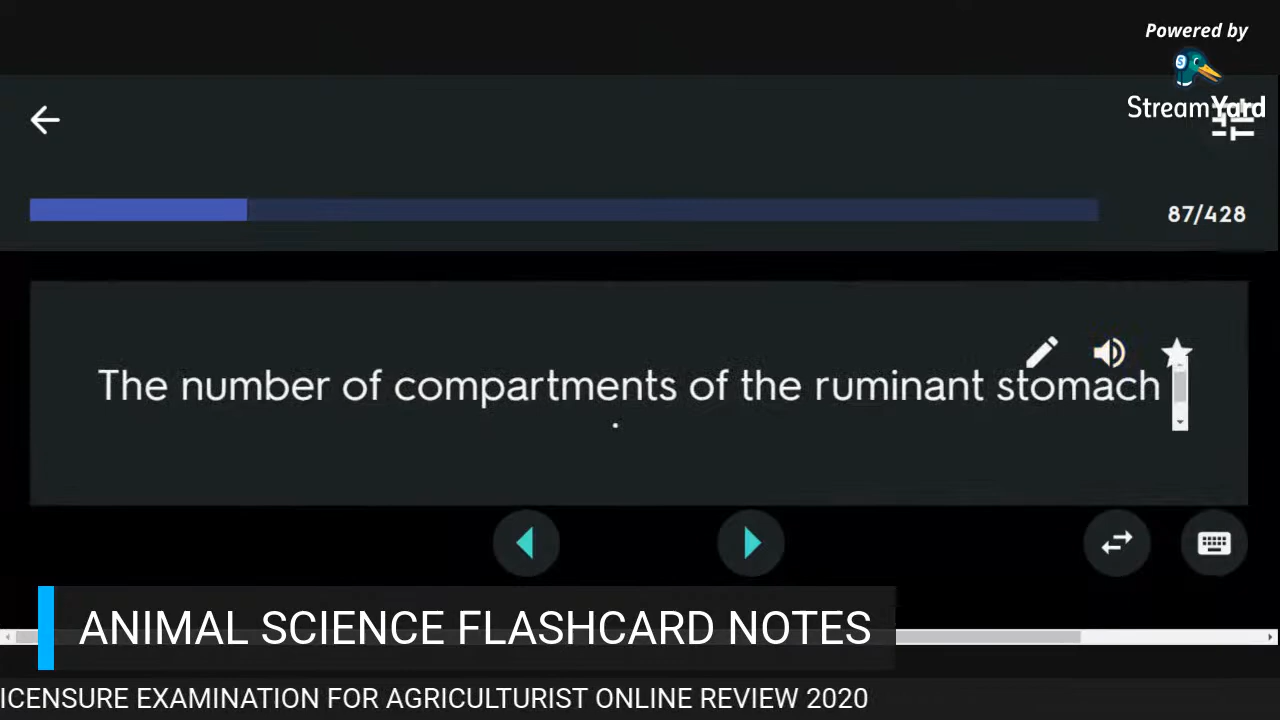 Powered by
StreamYard
87/428
The number of compartments of the ruminant stomach
.
ANIMAL SCIENCE FLASHCARD NOTES
ICENSURE EXAMINATION FOR AGRICULTURIST ONLINE REVIEW 2020